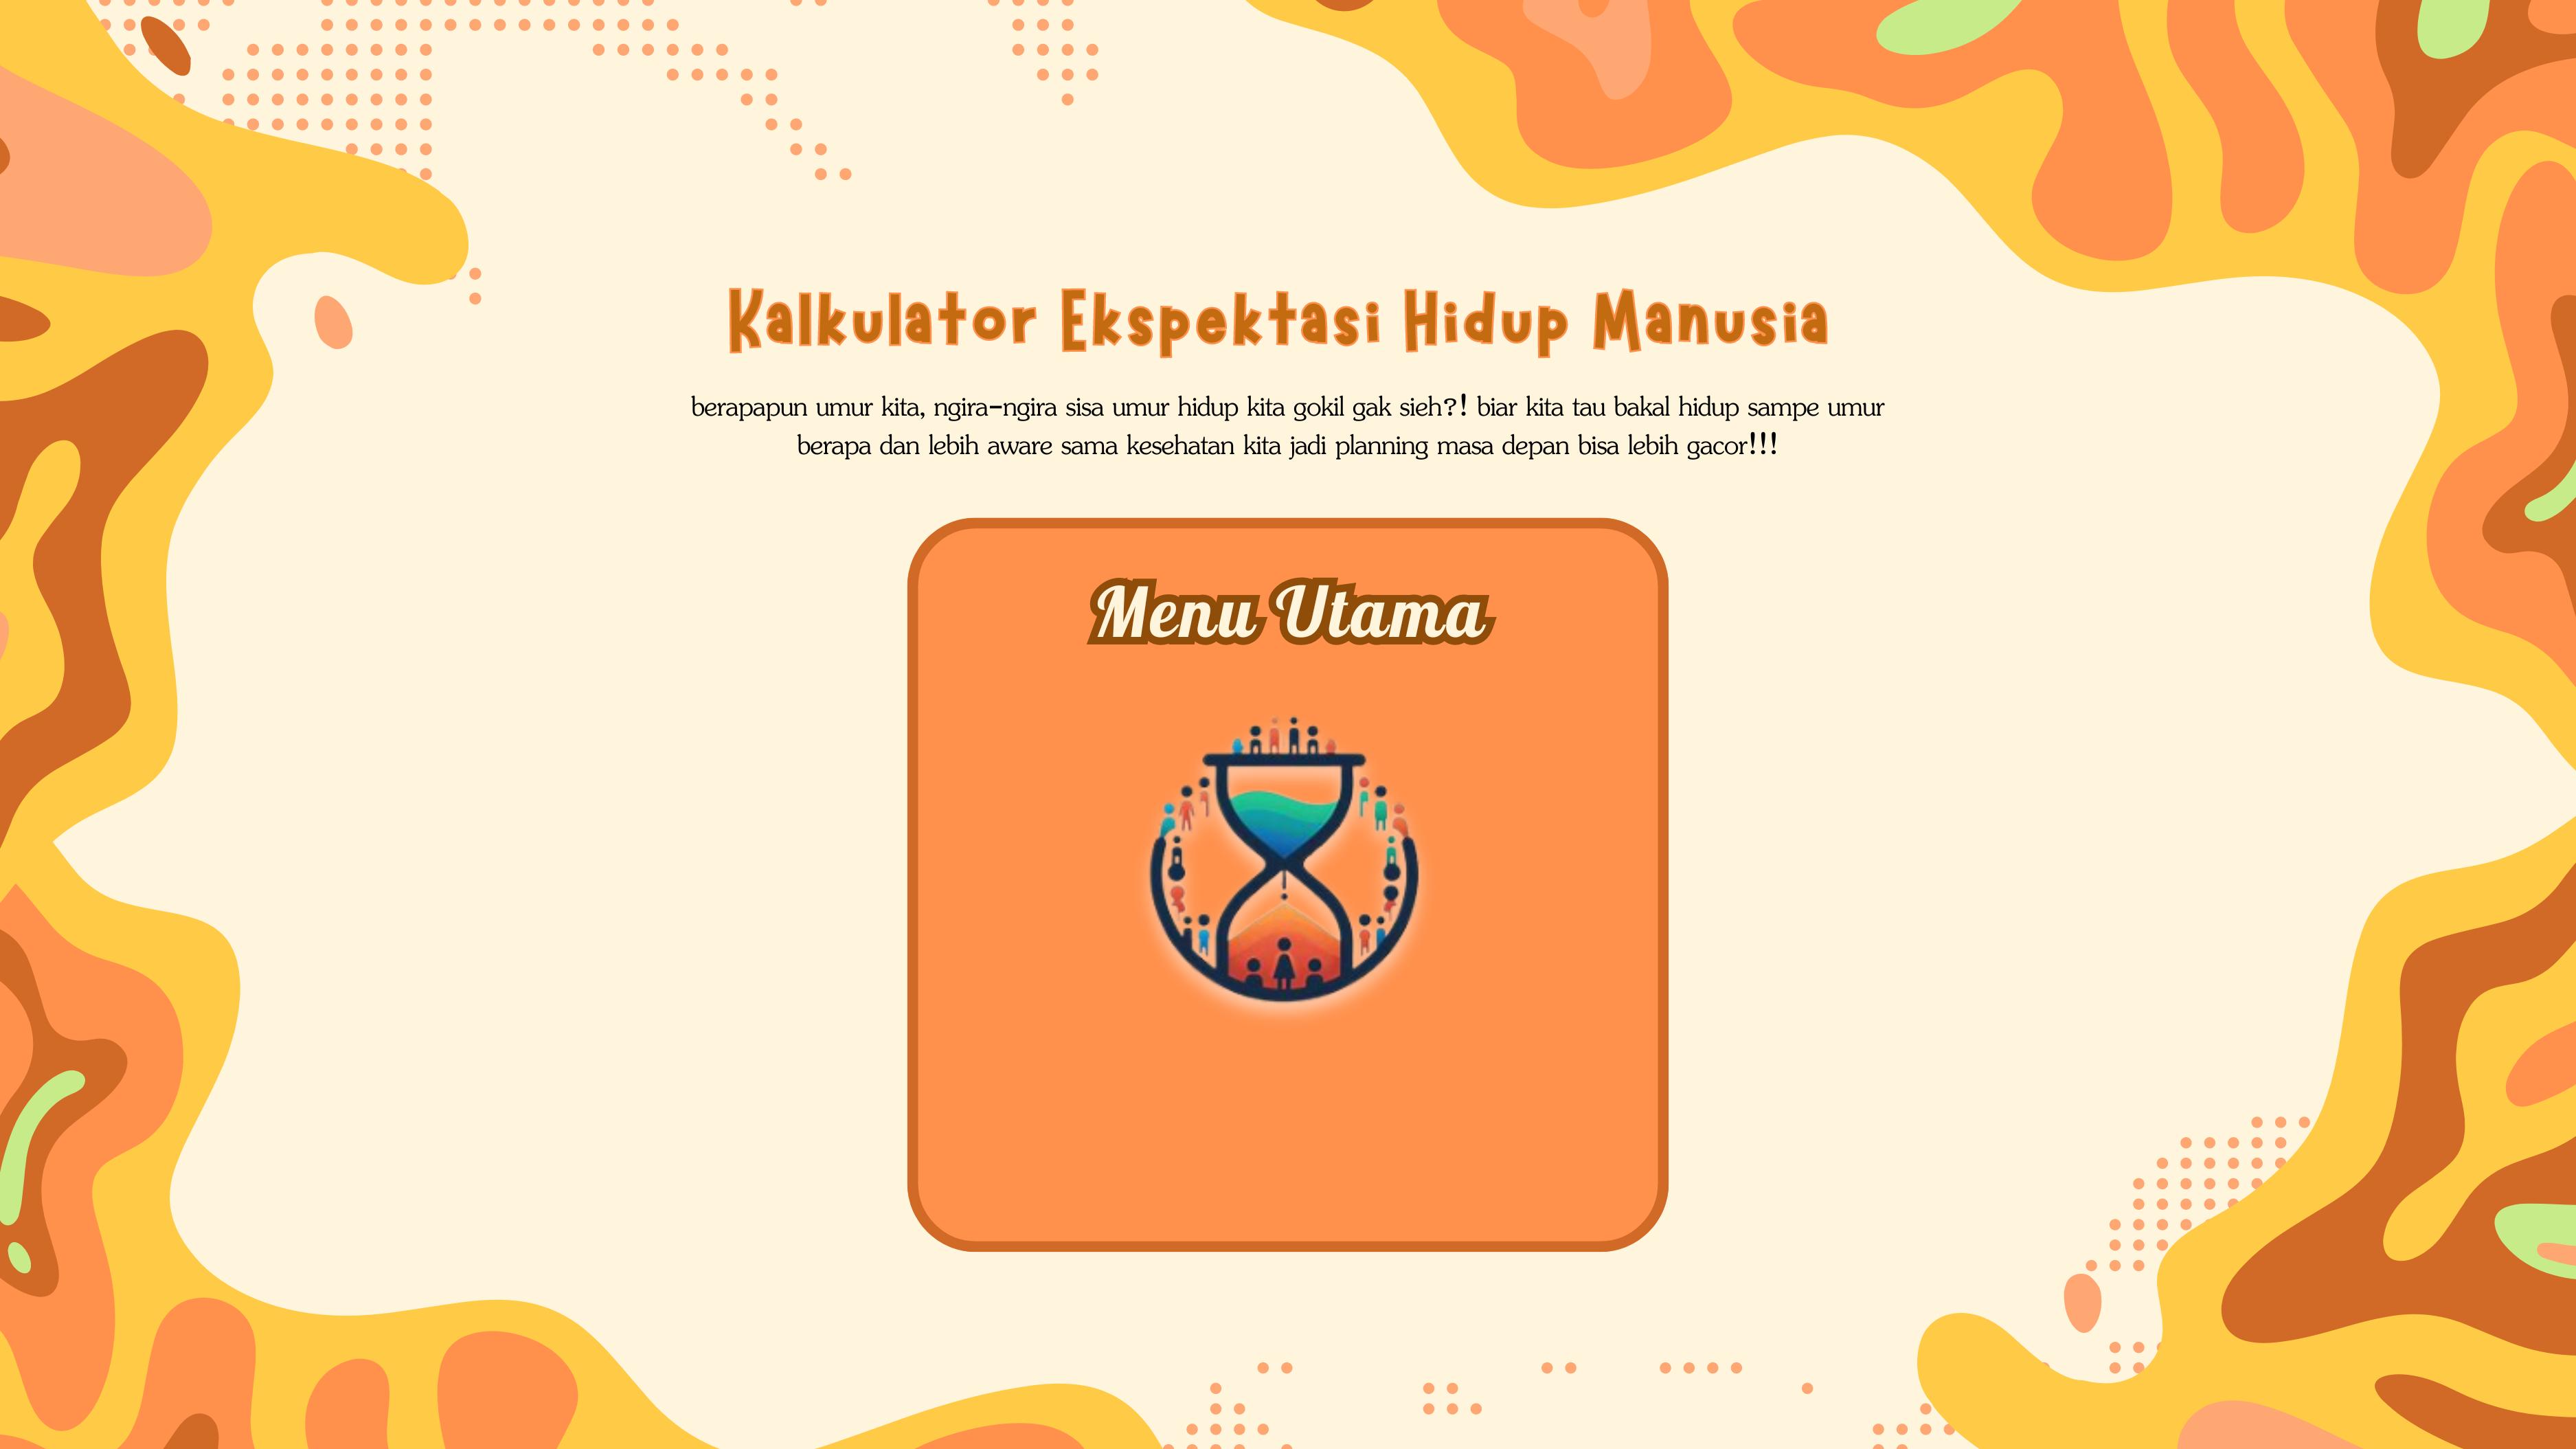 Kalkulator Ekspektasi Hidup Manusia
berapapun umur kita, ngira-ngira sisa umur hidup kita gokil gak sieh?! biar kita tau bakal hidup sampe umur
berapa dan lebih aware sama kesehatan kita jadi planning masa depan bisa lebih gacor!!!
Menu Utama